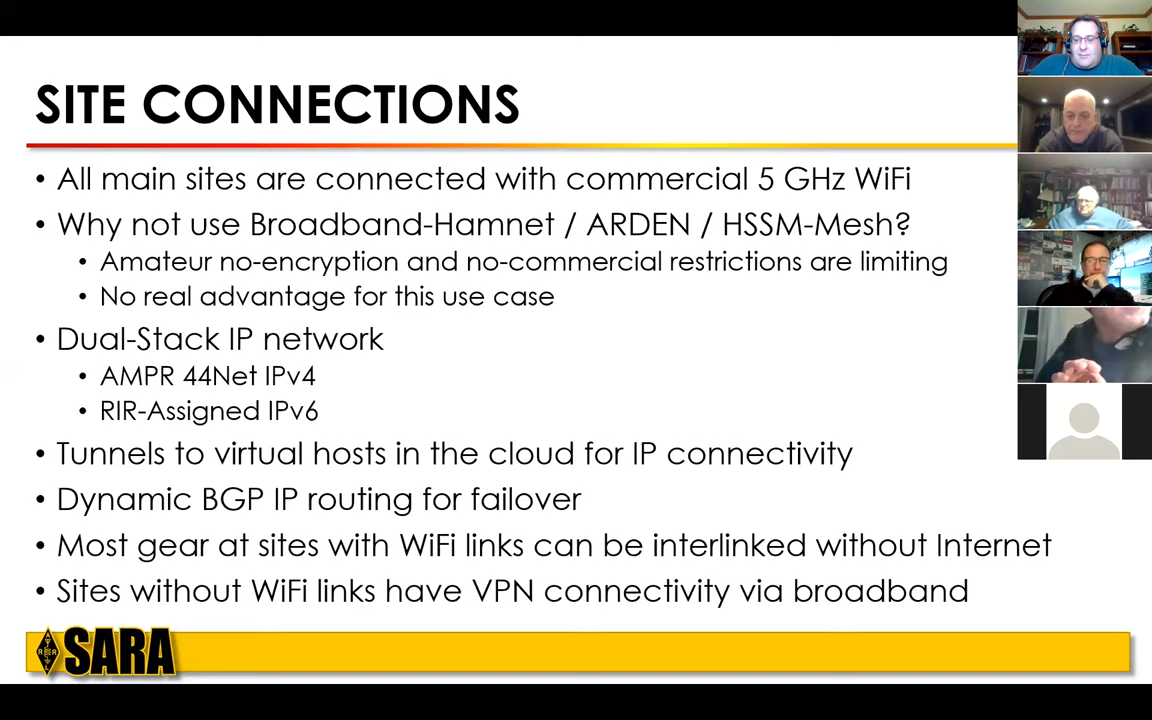 SITE CONNECTIONS
• All main sites are connected with commercial 5 GHz WiFi
• Why not use Broadband-Hamnet / ARDEN / HSSM-Mesh?
• Amateur no-encryption and no-commercial restrictions are limiting
• No real advantage for this use case
• Dual-Stack IP network
• AMPR 44Net IPv4
• RIR-Assigned IPv6
• Tunnels to virtual hosts in the cloud for IP connectivity
• Dynamic BGP IP routing for failover
• Most gear at sites with WiFi links can be interlinked without Internet
• Sites without WiFi links have VPN connectivity via broadband
SARA